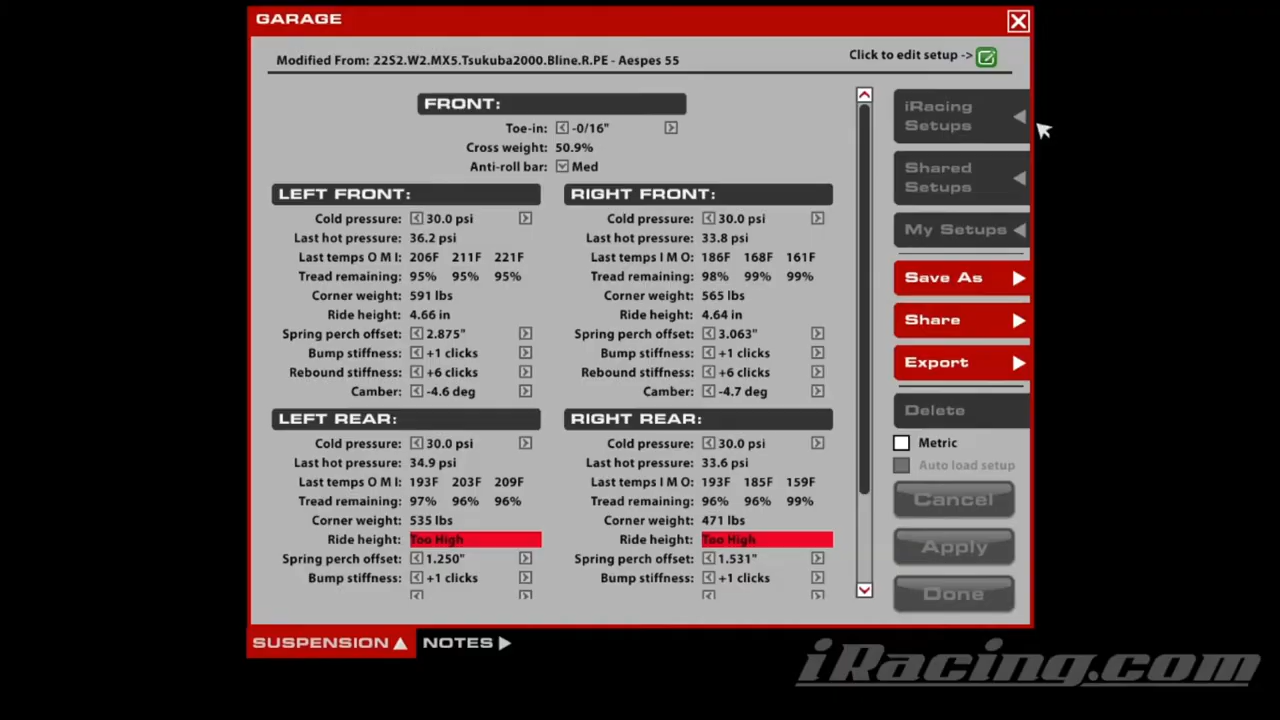 GARAGE
Modified From: 22S2.W2.MX5.Tsukuba2000.Bline.R.PE - Aespes 55
Click to edit setup ->
FRONT:
Toe-in: -0/16"
Cross weight: 50.9%
Anti-roll bar: Med
LEFT FRONT:
Cold pressure: 30.0 psi
Last hot pressure: 36.2 psi
Last temps O M I: 206F 211F 221F
Tread remaining: 95% 95% 95%
Corner weight: 591 lbs
Ride height: 4.66 in
Spring perch offset: 2.875"
Bump stiffness: +1 clicks
Rebound stiffness: +6 clicks
Camber: -4.6 deg
RIGHT FRONT:
Cold pressure: 30.0 psi
Last hot pressure: 33.8 psi
Last temps I M O: 186F 168F 161F
Tread remaining: 98% 99% 99%
Corner weight: 565 lbs
Ride height: 4.64 in
Spring perch offset: 3.063"
Bump stiffness: +1 clicks
Rebound stiffness: +6 clicks
Camber: -4.7 deg
LEFT REAR:
Cold pressure: 30.0 psi
Last hot pressure: 34.9 psi
Last temps O M I: 193F 203F 209F
Tread remaining: 97% 96% 96%
Corner weight: 535 lbs
Ride height: Too High
Spring perch offset: 1.250"
Bump stiffness: +1 clicks
RIGHT REAR:
Cold pressure: 30.0 psi
Last hot pressure: 33.6 psi
Last temps I M O: 193F 185F 159F
Tread remaining: 96% 96% 99%
Corner weight: 471 lbs
Ride height: Too High
Spring perch offset: 1.531"
Bump stiffness: +1 clicks
iRacing
Setups
Shared
Setups
My Setups
Save As
Share
Export
Delete
Metric
Auto load setup
Cancel
Apply
Done
SUSPENSION
NOTES
iRacing.com